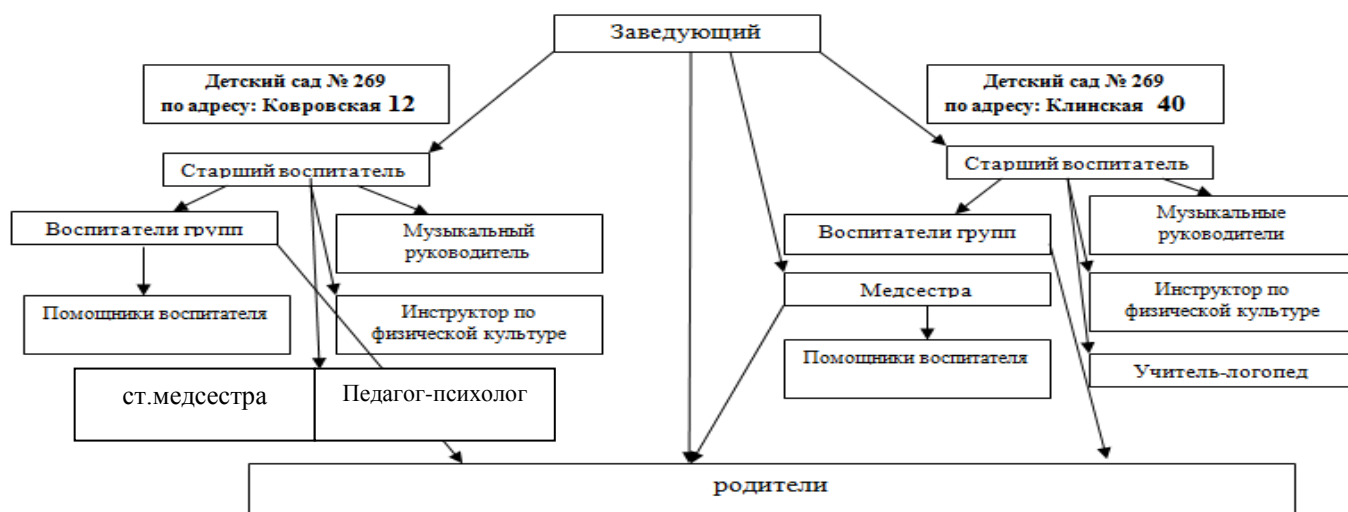 Заведующий
Детский сад № 269
по адресу: Ковровская 12
Детский сад № 269
по адресу: Клинская 40
Старший воспитатель
Старший воспитатель
Воспитатели групп
Музыкальный
руководитель
Воспитатели групп
Музыкальные
руководители
Помощники воспитателя
Инструктор по
физической культуре
Медсестра
Инструктор по
физической культуре
ст.медсестра
Педагог-психолог
Помощники воспитателя
Учитель-логопед
родители